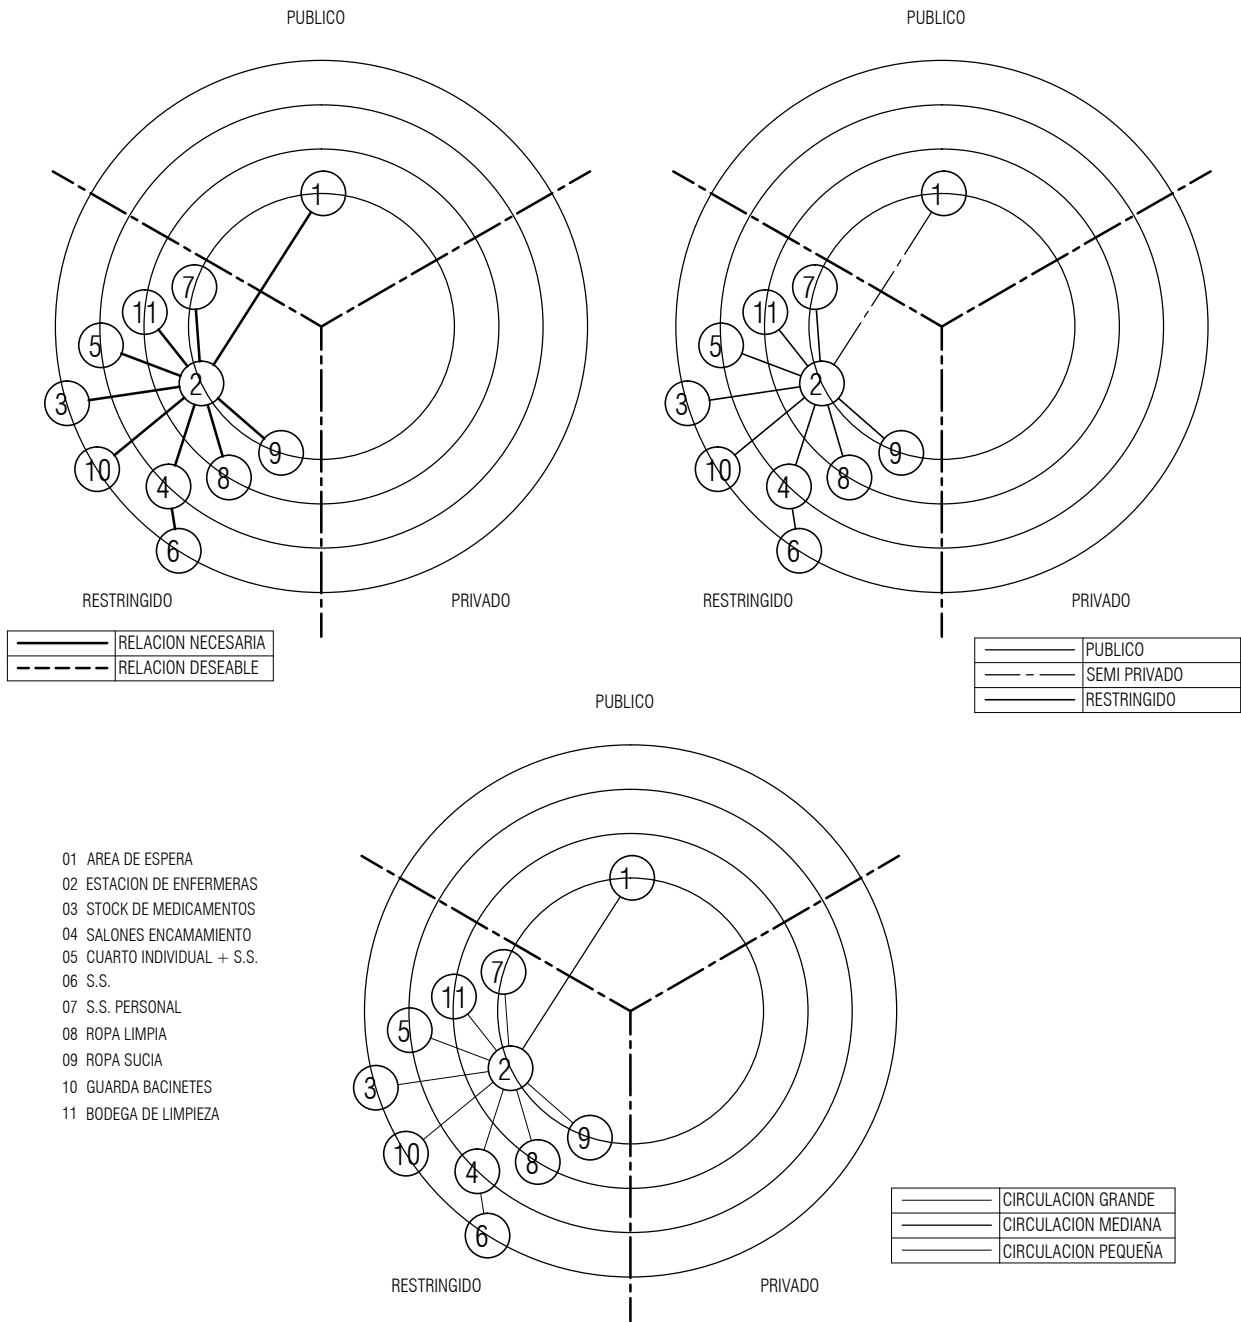 PUBLICO
1
7
11
5
2
3
9
10
4
8
6
RESTRINGIDO
PRIVADO
RELACION NECESARIA
RELACION DESEABLE
PUBLICO
1
7
11
5
2
3
9
10
4
8
6
RESTRINGIDO
PRIVADO
PUBLICO
SEMI PRIVADO
RESTRINGIDO
01 AREA DE ESPERA
02 ESTACION DE ENFERMERAS
03 STOCK DE MEDICAMENTOS
04 SALONES ENCAMAMIENTO
05 CUARTO INDIVIDUAL + S.S.
06 S.S.
07 S.S. PERSONAL
08 ROPA LIMPIA
09 ROPA SUCIA
10 GUARDA BACINETES
11 BODEGA DE LIMPIEZA
PUBLICO
1
7
11
5
2
3
9
10
4
8
6
RESTRINGIDO
PRIVADO
CIRCULACION GRANDE
CIRCULACION MEDIANA
CIRCULACION PEQUEÑA